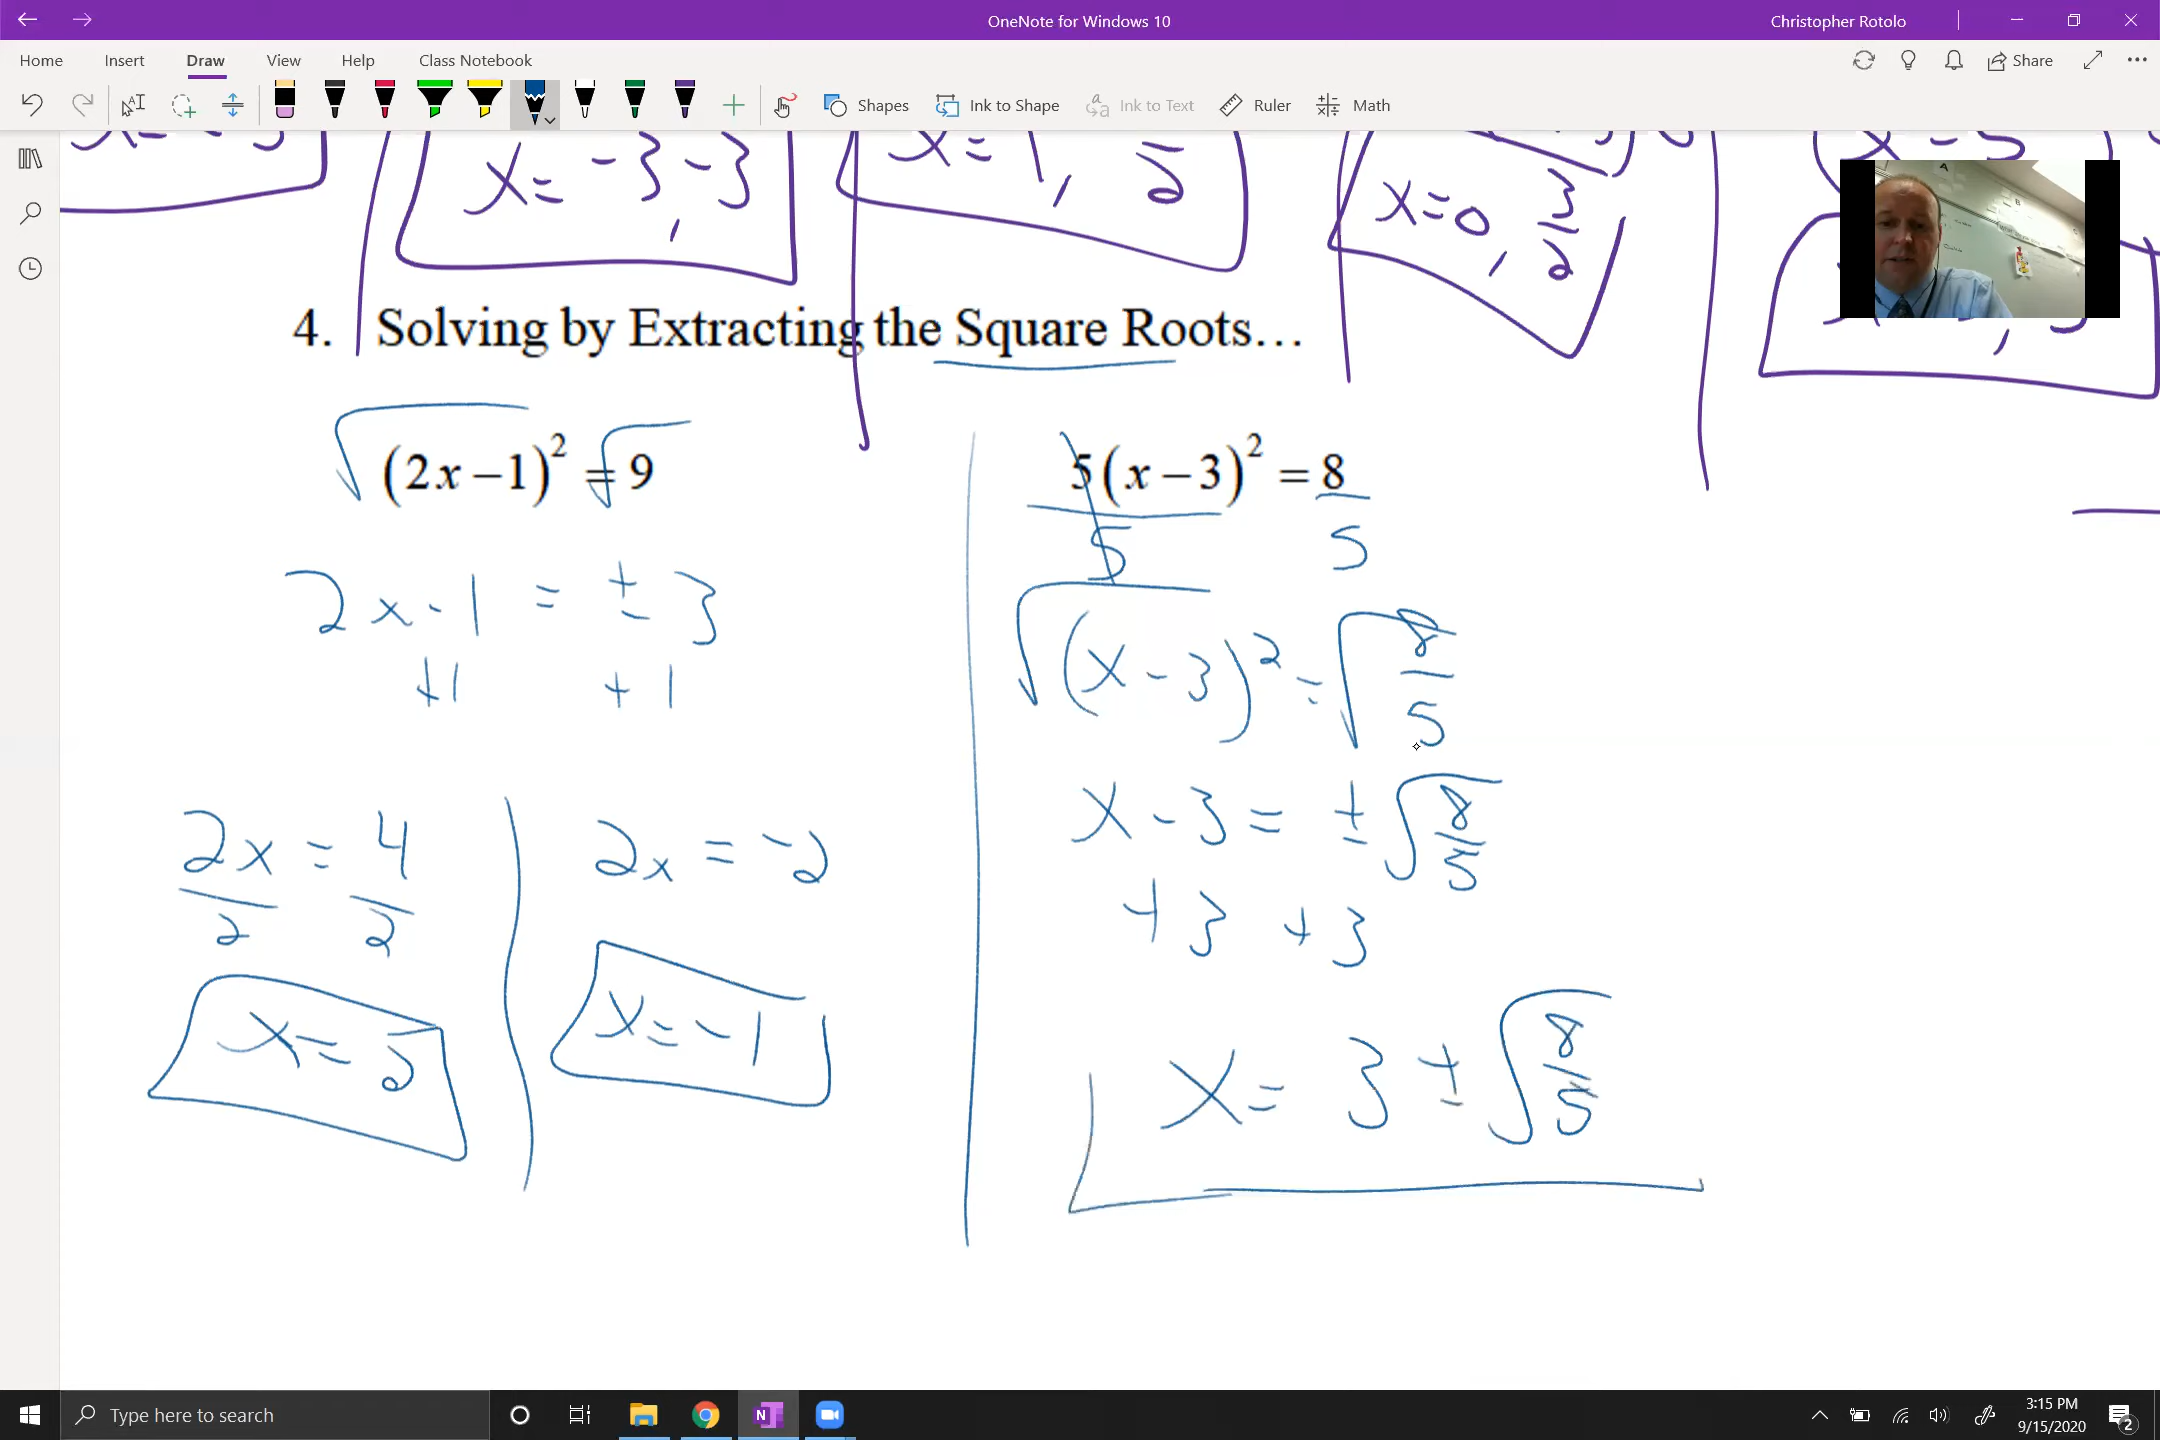 OneNote for Windows 10
Christopher Rotolo
Home Insert Draw View Help Class Notebook
Share
Shapes Ink to Shape Ink to Text Ruler Math
x = -3, -3
x = 1, /2
x = 0, 3/2
4. Solving by Extracting the Square Roots...
√(2x-1)² = √9
2x - 1 = ± 3
+1 +1
2x = 4
2 2
x = 2
2x = -2
x = -1
5(x-3)² = 8
5 5
√(x - 3)² = √8/5
x - 3 = ± √8/5
+ 3 + 3
x = 3 ± √8/5
Type here to search
3:15 PM
9/15/2020
2